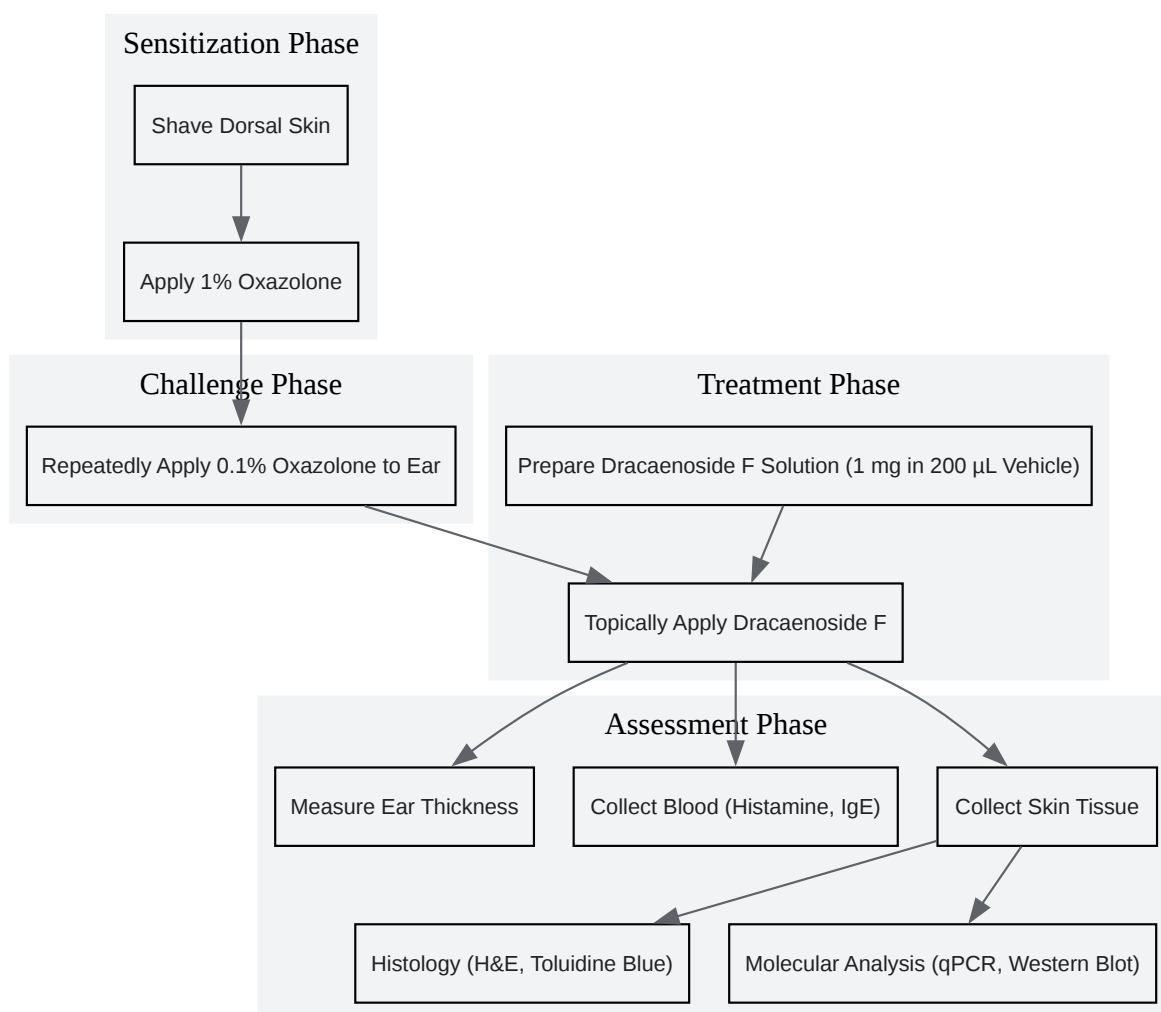 Sensitization Phase
Shave Dorsal Skin
Apply 1% Oxazolone
Challenge Phase
Repeatedly Apply 0.1% Oxazolone to Ear
Treatment Phase
Prepare Dracaenoside F Solution (1 mg in 200 µL Vehicle)
Topically Apply Dracaenoside F
Assessment Phase
Measure Ear Thickness
Collect Blood (Histamine, IgE)
Collect Skin Tissue
Histology (H&E, Toluidine Blue)
Molecular Analysis (qPCR, Western Blot)